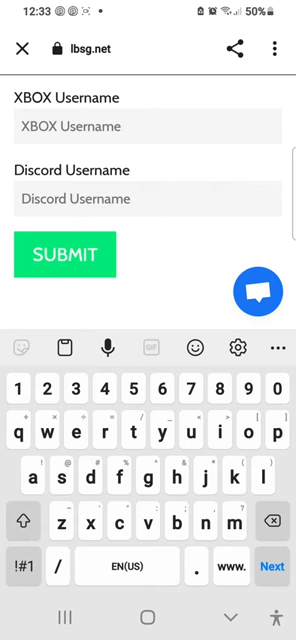 12:33
50%
lbsg.net
XBOX Username
XBOX Username
Discord Username
Discord Username
SUBMIT
GIF
1 2 3 4 5 6 7 8 9 0
+ × ÷ = / _ < > [ ]
q w e r t y u i o p
! @ # % ^ & * ( )
a s d f g h j k l
- ' " : ; , ?
z x c v b n m
!#1 / EN(US) . www. Next